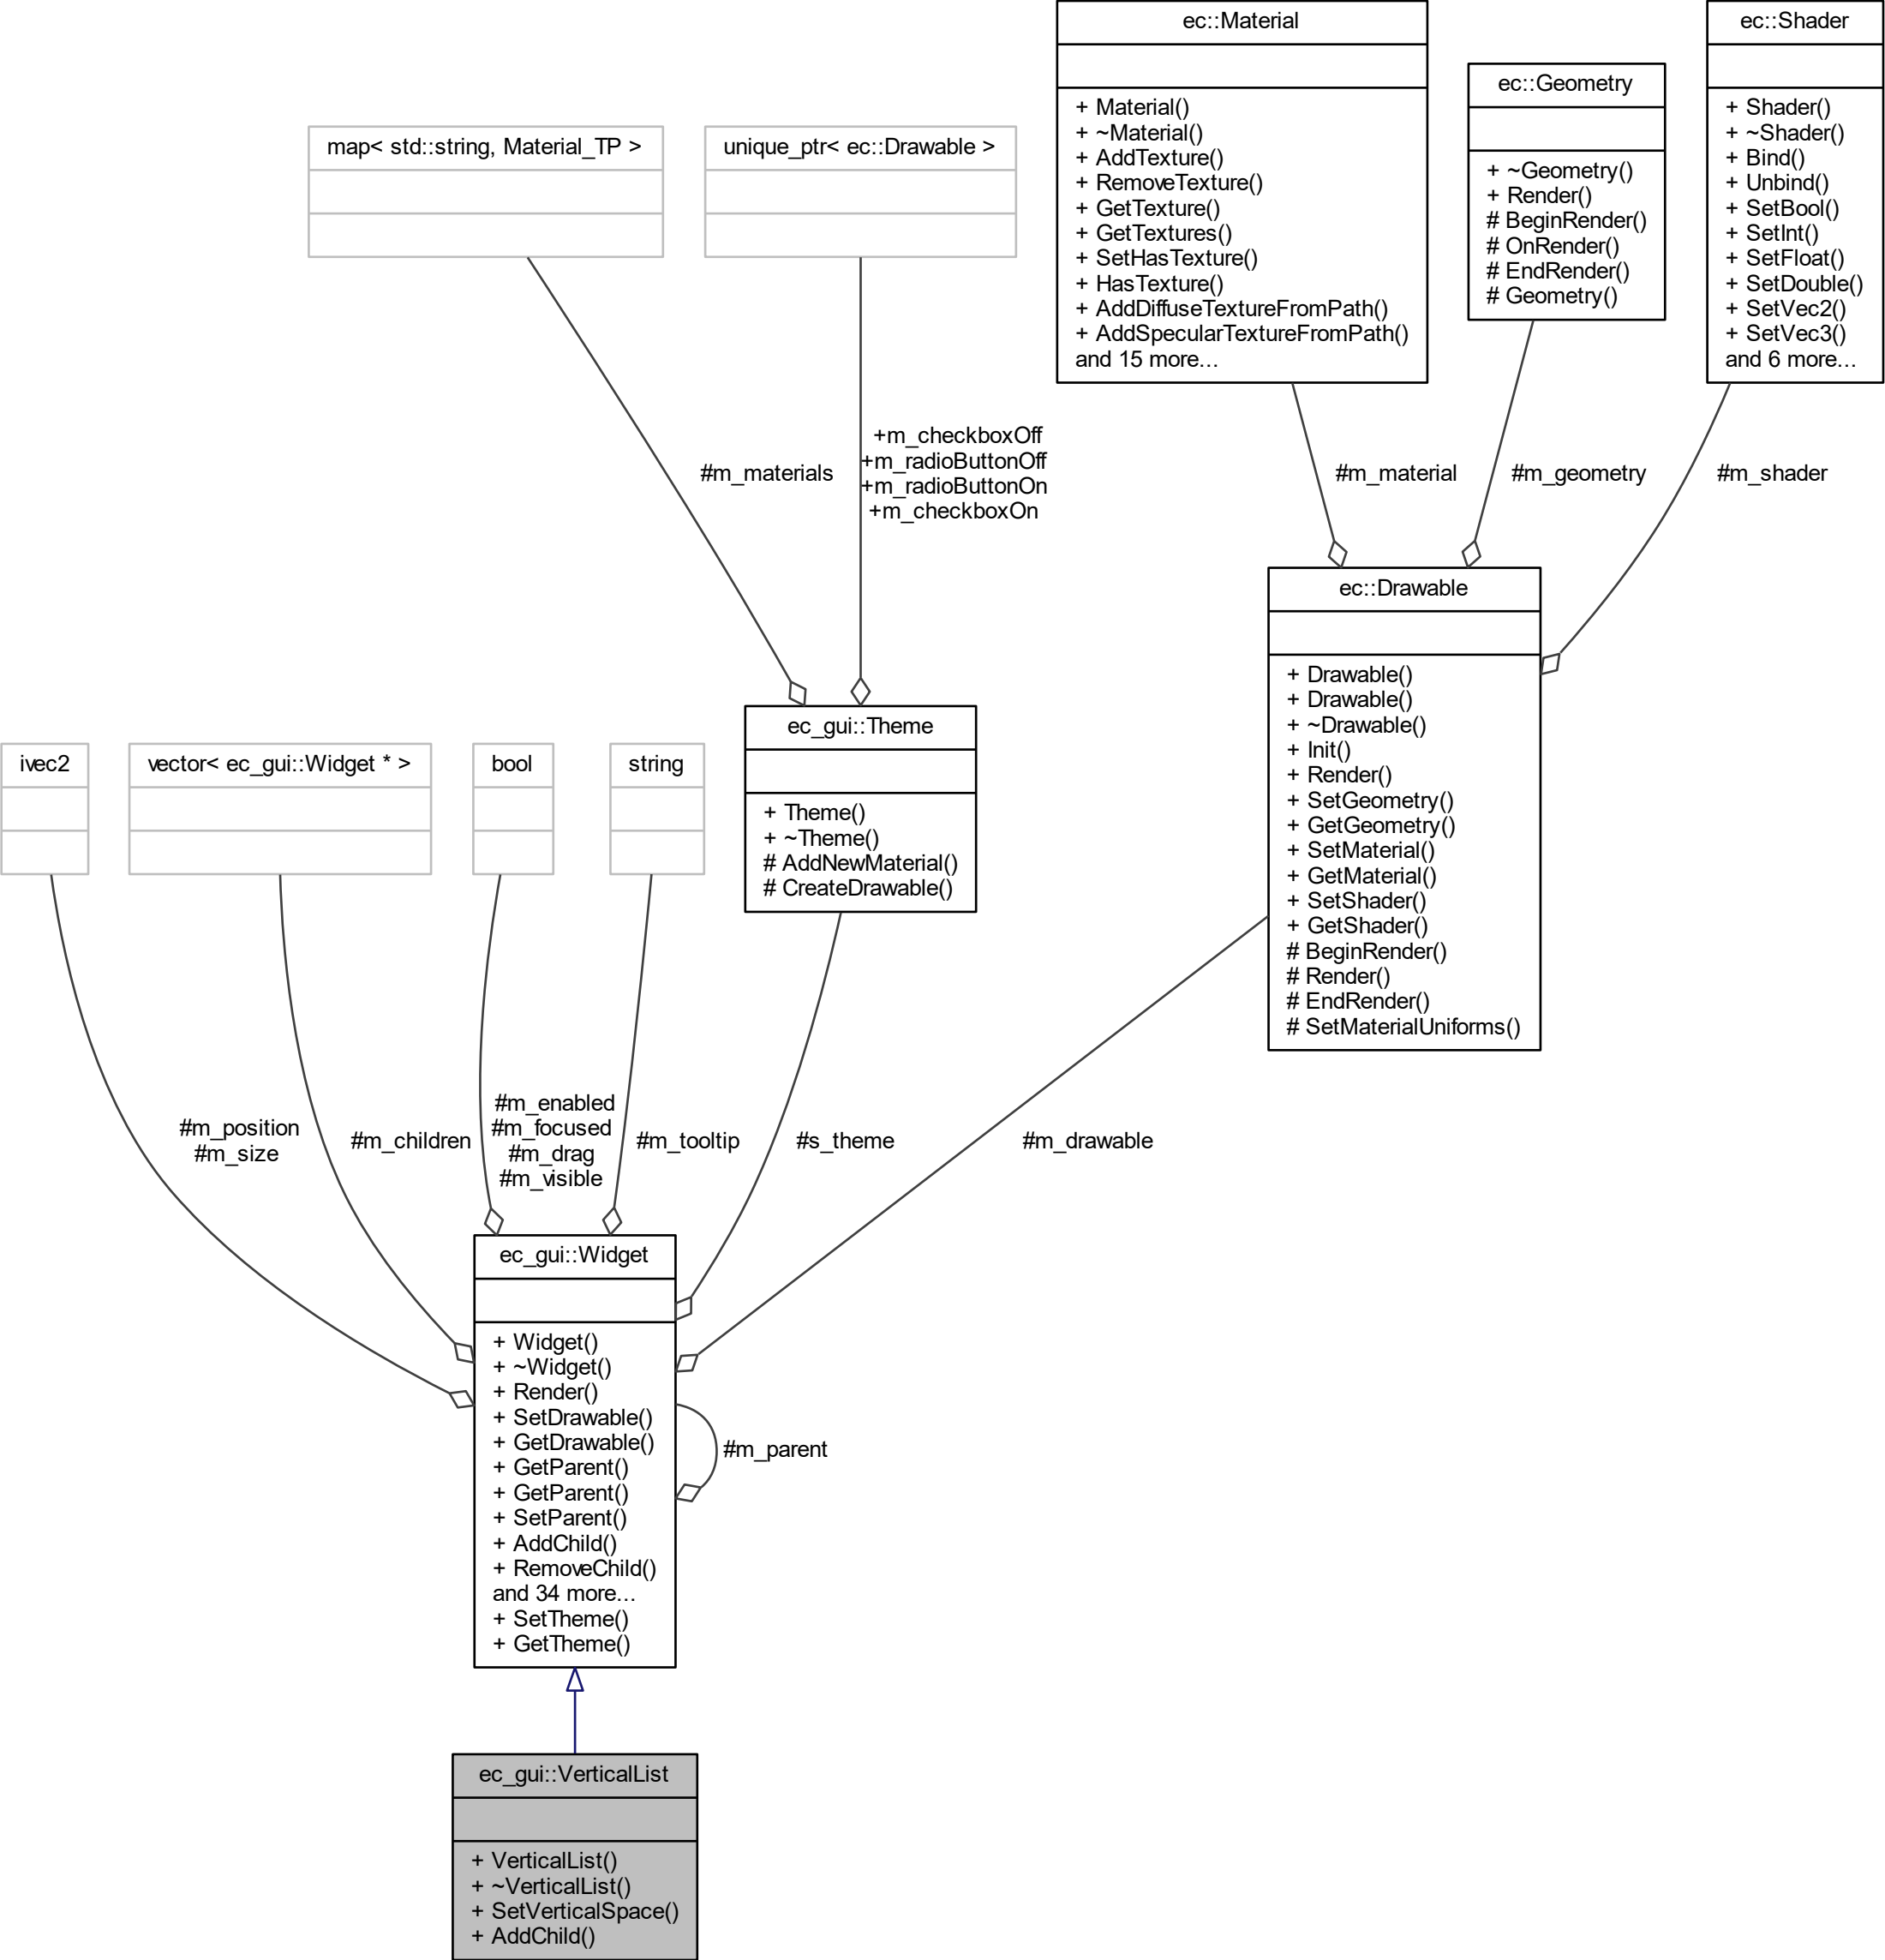 ec::Material
+ Material()
+ ~Material()
+ AddTexture()
+ RemoveTexture()
+ GetTexture()
+ GetTextures()
+ SetHasTexture()
+ HasTexture()
+ AddDiffuseTextureFromPath()
+ AddSpecularTextureFromPath()
and 15 more...
ec::Geometry
+ ~Geometry()
+ Render()
# BeginRender()
# OnRender()
# EndRender()
# Geometry()
ec::Shader
+ Shader()
+ ~Shader()
+ Bind()
+ Unbind()
+ SetBool()
+ SetInt()
+ SetFloat()
+ SetDouble()
+ SetVec2()
+ SetVec3()
and 6 more...
map< std::string, Material_TP >
unique_ptr< ec::Drawable >
#m_materials
+m_checkboxOff
+m_radioButtonOff
+m_radioButtonOn
+m_checkboxOn
#m_material
#m_geometry
#m_shader
ec::Drawable
+ Drawable()
+ Drawable()
+ ~Drawable()
+ Init()
+ Render()
+ SetGeometry()
+ GetGeometry()
+ SetMaterial()
+ GetMaterial()
+ SetShader()
+ GetShader()
# BeginRender()
# Render()
# EndRender()
# SetMaterialUniforms()
ivec2
vector< ec_gui::Widget * >
bool
string
ec_gui::Theme
+ Theme()
+ ~Theme()
# AddNewMaterial()
# CreateDrawable()
#m_position
#m_size
#m_children
#m_enabled
#m_focused
#m_drag
#m_visible
#m_tooltip
#s_theme
#m_drawable
ec_gui::Widget
+ Widget()
+ ~Widget()
+ Render()
+ SetDrawable()
+ GetDrawable()
+ GetParent()
+ GetParent()
+ SetParent()
+ AddChild()
+ RemoveChild()
and 34 more...
+ SetTheme()
+ GetTheme()
#m_parent
ec_gui::VerticalList
+ VerticalList()
+ ~VerticalList()
+ SetVerticalSpace()
+ AddChild()